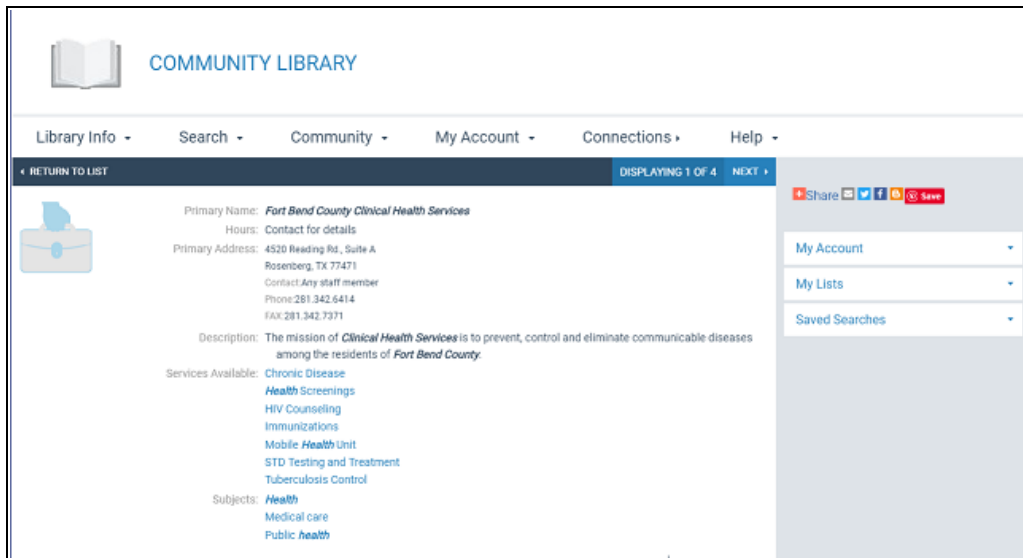 COMMUNITY LIBRARY
Library Info Search Community My Account Connections Help
RETURN TO LIST DISPLAYING 1 OF 4 NEXT
Share Save
Primary Name: Fort Bend County Clinical Health Services
Hours: Contact for details
Primary Address: 4520 Reading Rd., Suite A
Rosenberg, TX 77471
Contact:Any staff member
Phone:281.342.6414
FAX:281.342.7371
Description: The mission of Clinical Health Services is to prevent, control and eliminate communicable diseases
among the residents of Fort Bend County.
Services Available: Chronic Disease
Health Screenings
HIV Counseling
Immunizations
Mobile Health Unit
STD Testing and Treatment
Tuberculosis Control
Subjects: Health
Medical care
Public health
My Account
My Lists
Saved Searches